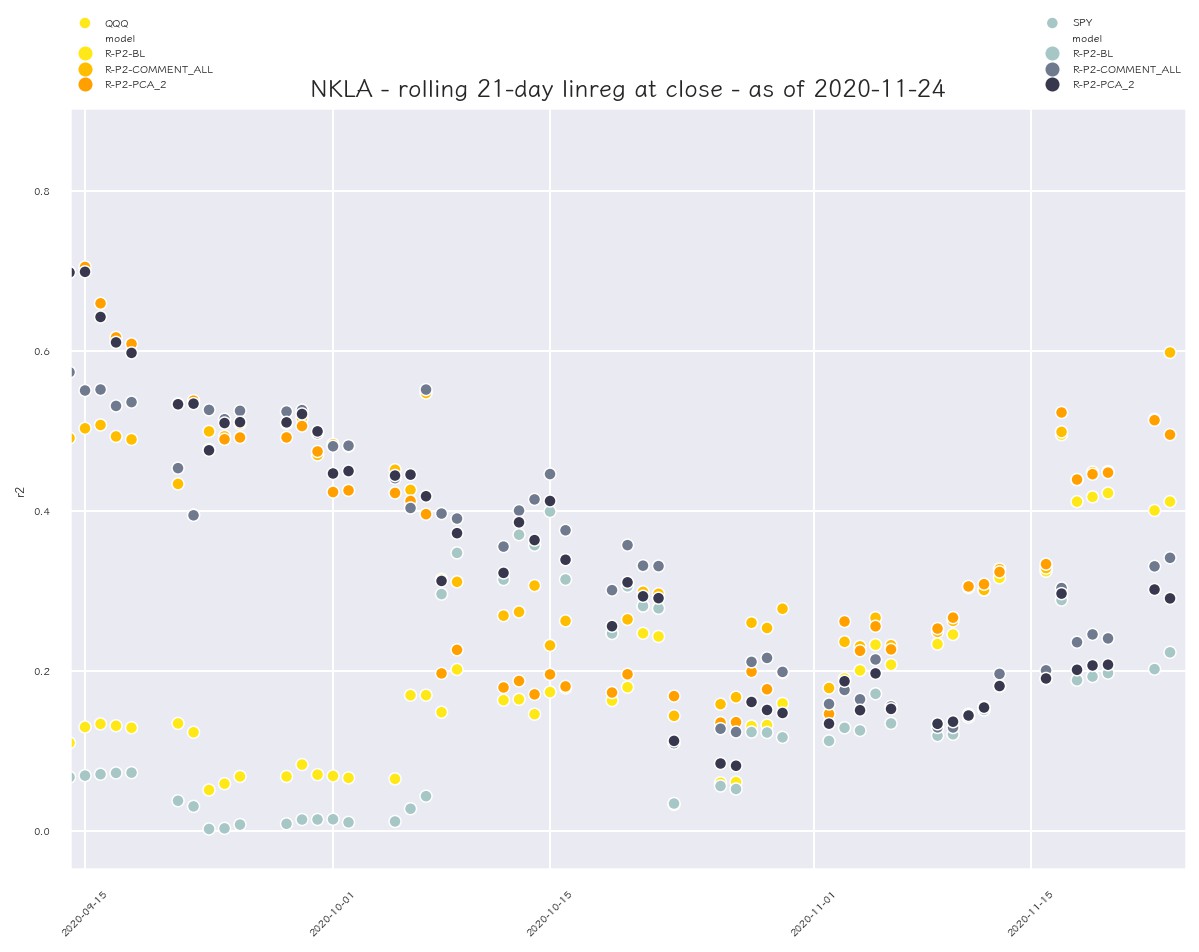 QQQ
model
R-P2-BL
R-P2-COMMENT_ALL
R-P2-PCA_2
SPY
model
R-P2-BL
R-P2-COMMENT_ALL
R-P2-PCA_2
NKLA - rolling 21-day linreg at close - as of 2020-11-24
0.8
0.6
0.4
0.2
0.0
r2
2020-09-15
2020-10-01
2020-10-15
2020-11-01
2020-11-15